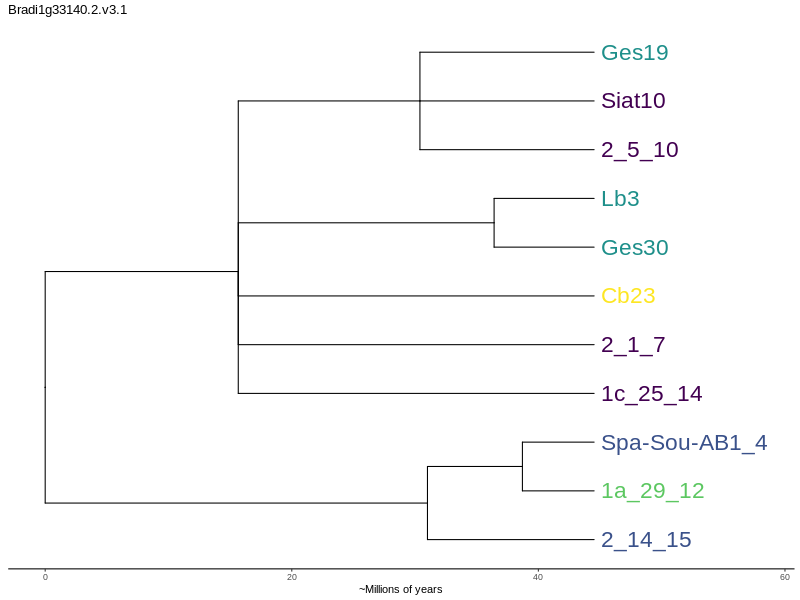 Bradi1g33140.2.v3.1
Ges19
Siat10
2_5_10
Lb3
Ges30
Cb23
2_1_7
1c_25_14
Spa-Sou-AB1_4
1a_29_12
2_14_15
0 20 40 60
~Millions of years